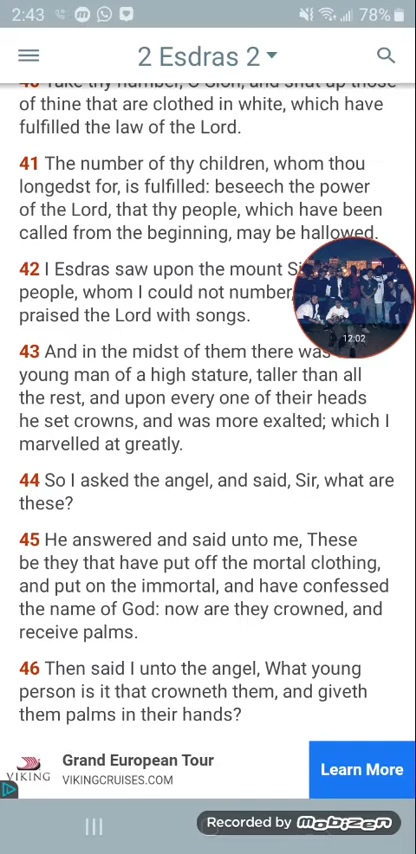 2:43
78%
2 Esdras 2
40 Take thy number, O Sion, and shut up those
of thine that are clothed in white, which have
fulfilled the law of the Lord.
41 The number of thy children, whom thou
longedst for, is fulfilled: beseech the power
of the Lord, that thy people, which have been
called from the beginning, may be hallowed.
42 I Esdras saw upon the mount
people, whom I could not number,
praised the Lord with songs.
12:02
43 And in the midst of them there was
young man of a high stature, taller than all
the rest, and upon every one of their heads
he set crowns, and was more exalted; which I
marvelled at greatly.
44 So I asked the angel, and said, Sir, what are
these?
45 He answered and said unto me, These
be they that have put off the mortal clothing,
and put on the immortal, and have confessed
the name of God: now are they crowned, and
receive palms.
46 Then said I unto the angel, What young
person is it that crowneth them, and giveth
them palms in their hands?
VIKING
Grand European Tour
VIKINGCRUISES.COM
Learn More
Recorded by mobizen